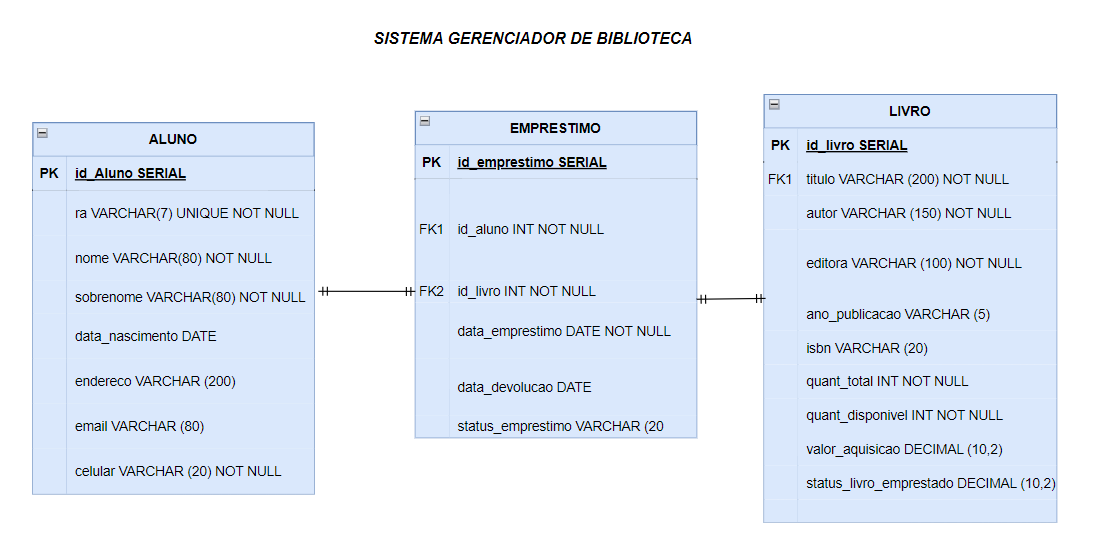 SISTEMA GERENCIADOR DE BIBLIOTECA
ALUNO
PK id_Aluno SERIAL
ra VARCHAR(7) UNIQUE NOT NULL
nome VARCHAR(80) NOT NULL
sobrenome VARCHAR(80) NOT NULL
data_nascimento DATE
endereco VARCHAR (200)
email VARCHAR (80)
celular VARCHAR (20) NOT NULL
EMPRESTIMO
PK id_emprestimo SERIAL
FK1 id_aluno INT NOT NULL
FK2 id_livro INT NOT NULL
data_emprestimo DATE NOT NULL
data_devolucao DATE
status_emprestimo VARCHAR (20
LIVRO
PK id_livro SERIAL
FK1 titulo VARCHAR (200) NOT NULL
autor VARCHAR (150) NOT NULL
editora VARCHAR (100) NOT NULL
ano_publicacao VARCHAR (5)
isbn VARCHAR (20)
quant_total INT NOT NULL
quant_disponivel INT NOT NULL
valor_aquisicao DECIMAL (10,2)
status_livro_emprestado DECIMAL (10,2)